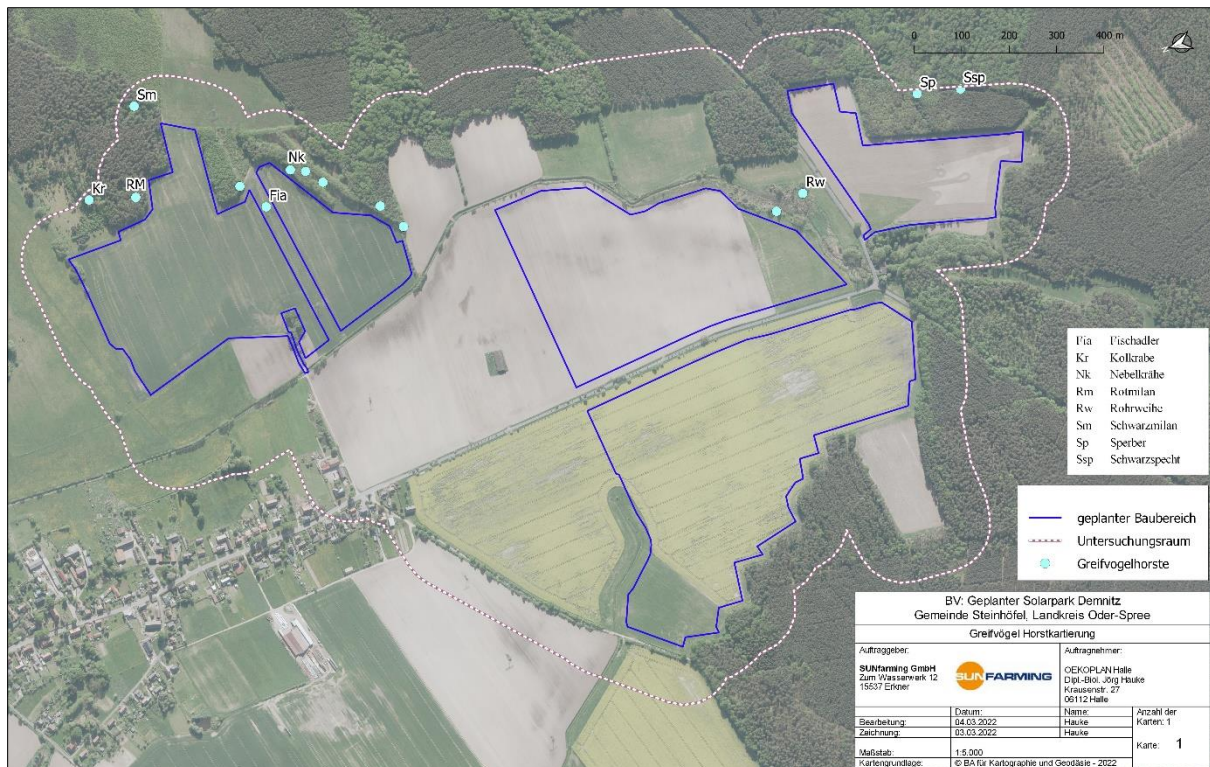 0 100 200 300 400 m
Sm
Sp
Ssp
Nk
Kr
RM
Fia
Rw
Fia Fischadler
Kr Kolkrabe
Nk Nebelkrähe
Rm Rotmilan
Rw Rohrweihe
Sm Schwarzmilan
Sp Sperber
Ssp Schwarzspecht
geplanter Baubereich
Untersuchungsraum
Greifvogelhorste
BV: Geplanter Solarpark Demnitz
Gemeinde Steinhöfel, Landkreis Oder-Spree
Greifvögel Horstkartierung
Auftraggeber:
SUNfarming GmbH
Zum Wasserwerk 12
15537 Erkner
SUNFARMING
Auftragnehmer:
OEKOPLAN Halle
Dipl.-Biol. Jörg Hauke
Krausenstr. 27
06112 Halle
Datum: Name:
Bearbeitung: 04.03.2022 Hauke
Zeichnung: 03.03.2022 Hauke
Maßstab: 1:5.000
Kartengrundlage: © BA für Kartographie und Geodäsie - 2022
Anzahl der
Karten: 1
Karte: 1